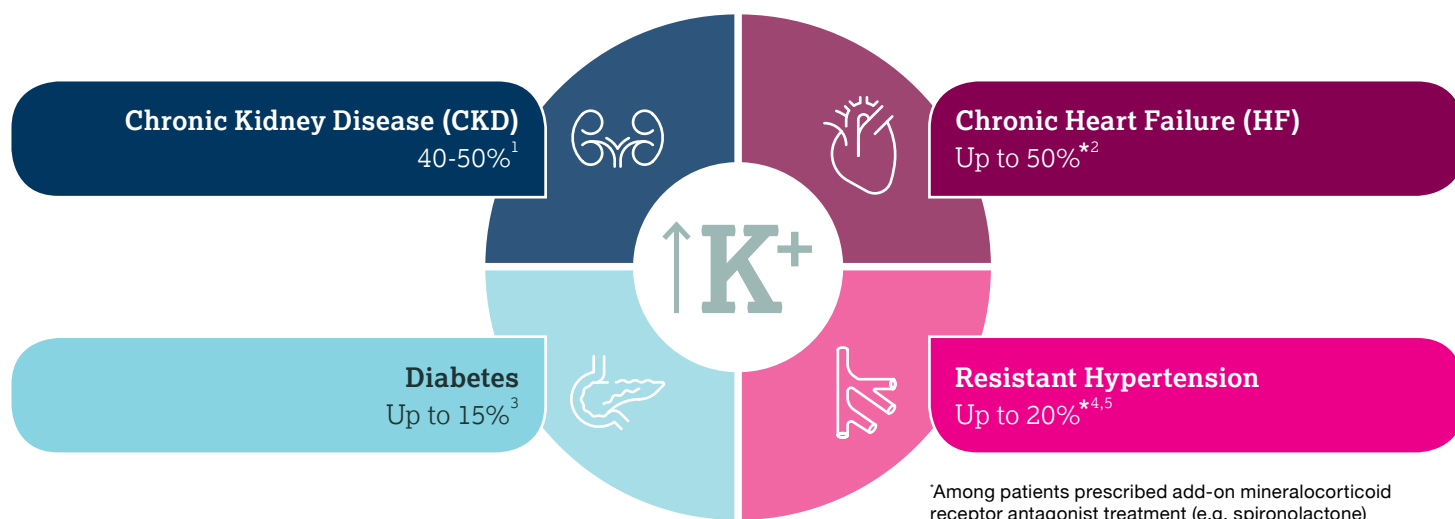 Chronic Kidney Disease (CKD)
40-50%¹
Chronic Heart Failure (HF)
Up to 50%*²
↑K⁺
Diabetes
Up to 15%³
Resistant Hypertension
Up to 20%*⁴,⁵
*Among patients prescribed add-on mineralocorticoid
receptor antagonist treatment (e.g. spironolactone)